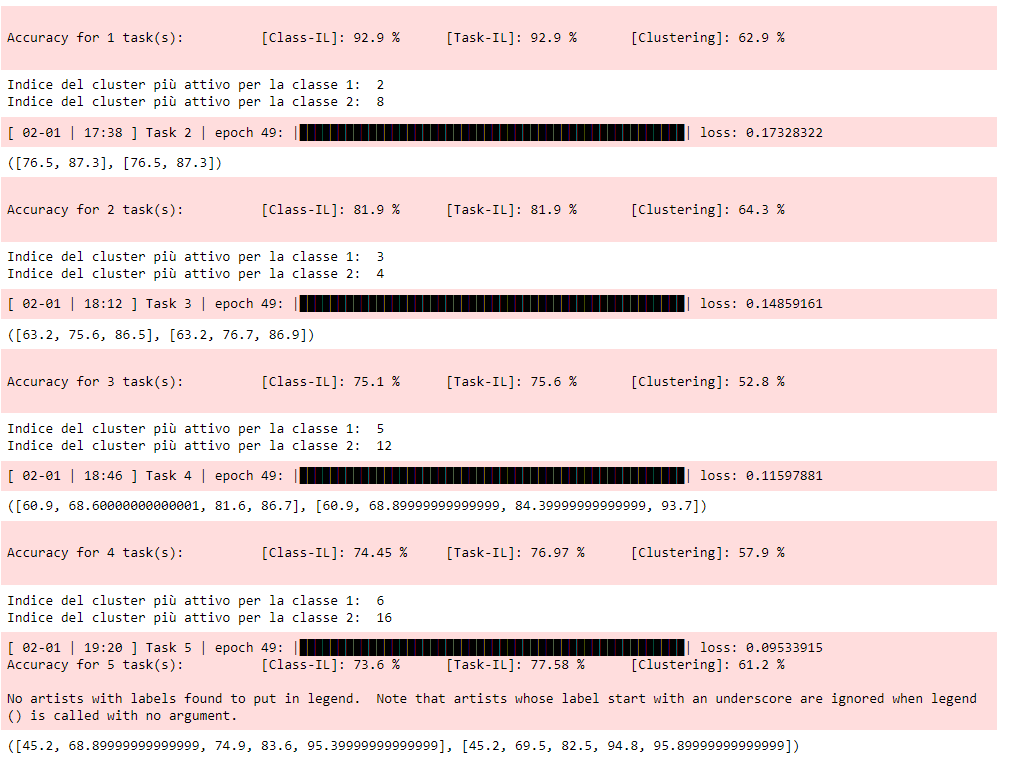 Accuracy for 1 task(s): [Class-IL]: 92.9 % [Task-IL]: 92.9 % [Clustering]: 62.9 %
Indice del cluster più attivo per la classe 1: 2
Indice del cluster più attivo per la classe 2: 8
[ 02-01 | 17:38 ] Task 2 | epoch 49: || loss: 0.17328322
([76.5, 87.3], [76.5, 87.3])
Accuracy for 2 task(s): [Class-IL]: 81.9 % [Task-IL]: 81.9 % [Clustering]: 64.3 %
Indice del cluster più attivo per la classe 1: 3
Indice del cluster più attivo per la classe 2: 4
[ 02-01 | 18:12 ] Task 3 | epoch 49: || loss: 0.14859161
([63.2, 75.6, 86.5], [63.2, 76.7, 86.9])
Accuracy for 3 task(s): [Class-IL]: 75.1 % [Task-IL]: 75.6 % [Clustering]: 52.8 %
Indice del cluster più attivo per la classe 1: 5
Indice del cluster più attivo per la classe 2: 12
[ 02-01 | 18:46 ] Task 4 | epoch 49: || loss: 0.11597881
([60.9, 68.60000000000001, 81.6, 86.7], [60.9, 68.89999999999999, 84.39999999999999, 93.7])
Accuracy for 4 task(s): [Class-IL]: 74.45 % [Task-IL]: 76.97 % [Clustering]: 57.9 %
Indice del cluster più attivo per la classe 1: 6
Indice del cluster più attivo per la classe 2: 16
[ 02-01 | 19:20 ] Task 5 | epoch 49: || loss: 0.09533915
Accuracy for 5 task(s): [Class-IL]: 73.6 % [Task-IL]: 77.58 % [Clustering]: 61.2 %
No artists with labels found to put in legend. Note that artists whose label start with an underscore are ignored when legend
() is called with no argument.
([45.2, 68.89999999999999, 74.9, 83.6, 95.39999999999999], [45.2, 69.5, 82.5, 94.8, 95.89999999999999])